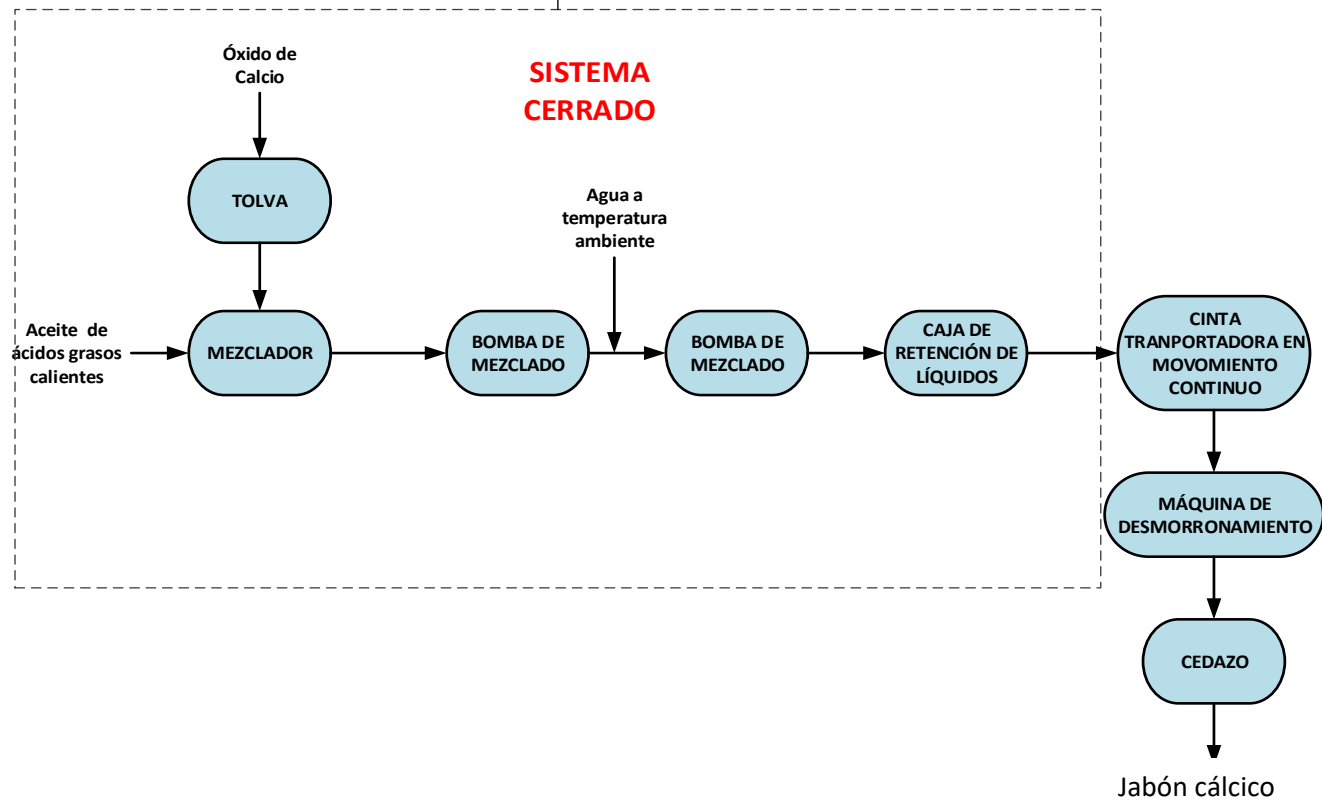 Óxido de
Calcio
SISTEMA
CERRADO
TOLVA
Agua a
temperatura
ambiente
Aceite de
ácidos grasos
calientes
MEZCLADOR
BOMBA DE
MEZCLADO
BOMBA DE
MEZCLADO
CAJA DE
RETENCIÓN DE
LÍQUIDOS
CINTA
TRANPORTADORA EN
MOVOMIENTO
CONTINUO
MÁQUINA DE
DESMORRONAMIENTO
CEDAZO
Jabón cálcico